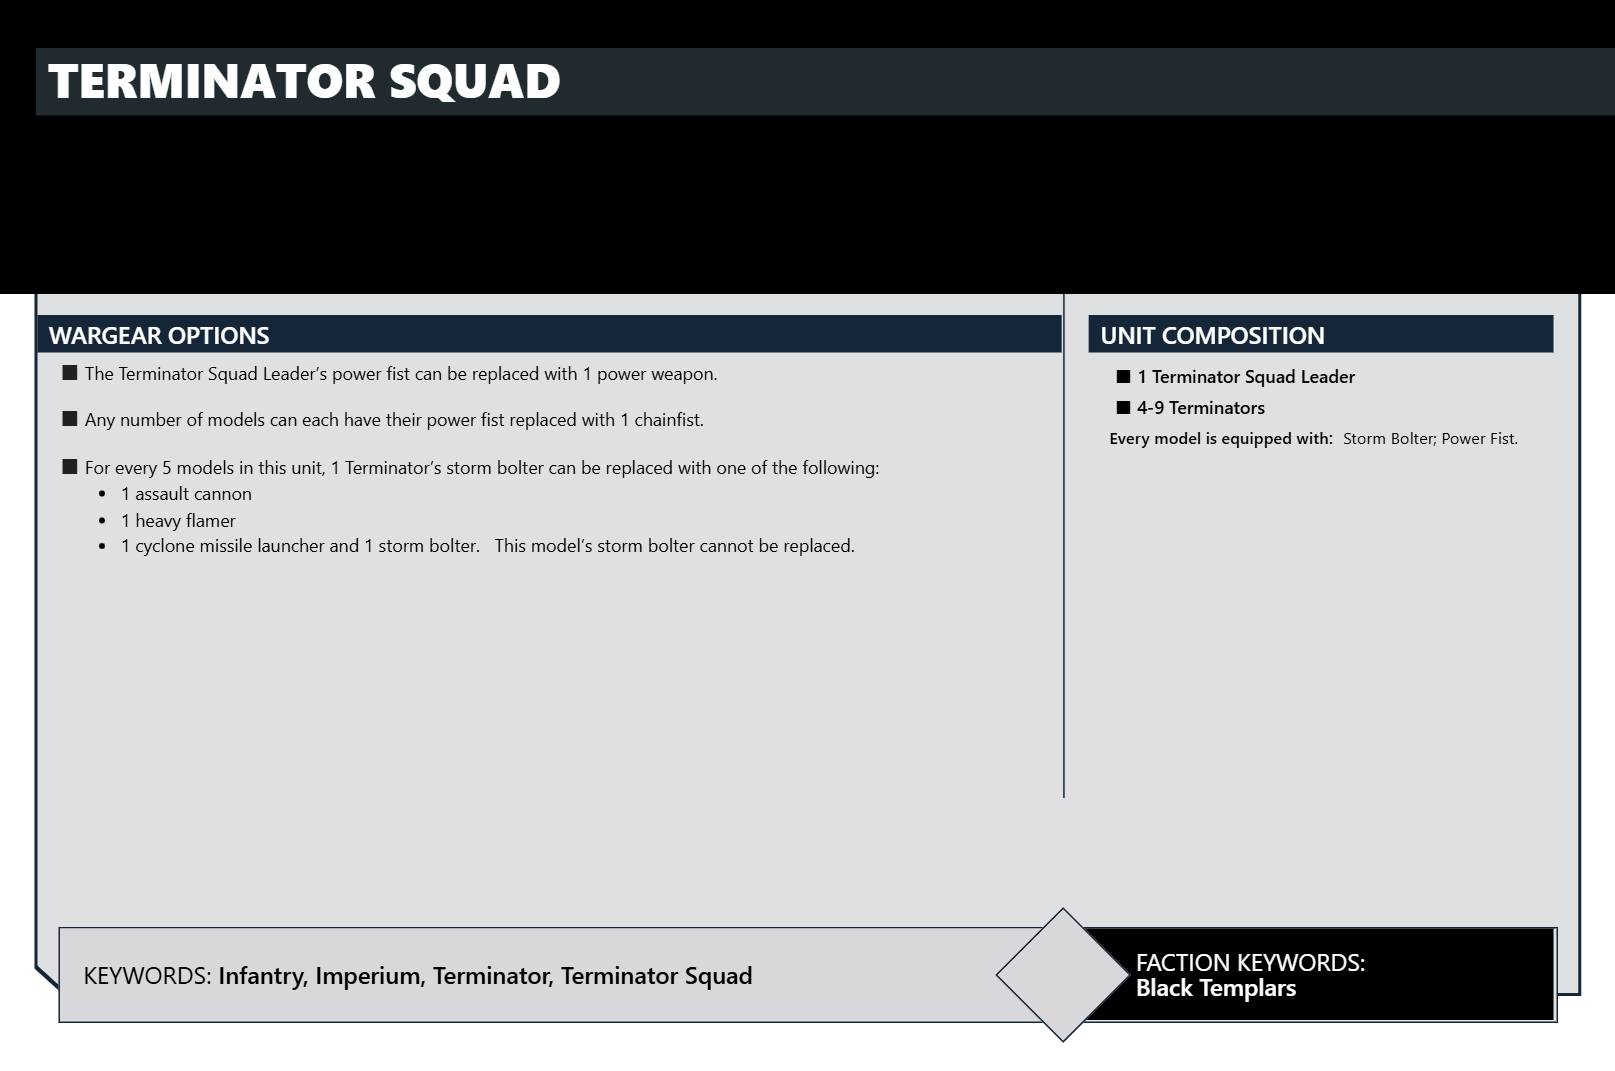 TERMINATOR SQUAD
WARGEAR OPTIONS
■ The Terminator Squad Leader’s power fist can be replaced with 1 power weapon.
■ Any number of models can each have their power fist replaced with 1 chainfist.
■ For every 5 models in this unit, 1 Terminator’s storm bolter can be replaced with one of the following:
• 1 assault cannon
• 1 heavy flamer
• 1 cyclone missile launcher and 1 storm bolter. This model’s storm bolter cannot be replaced.
UNIT COMPOSITION
■ 1 Terminator Squad Leader
■ 4-9 Terminators
Every model is equipped with: Storm Bolter; Power Fist.
KEYWORDS: Infantry, Imperium, Terminator, Terminator Squad
FACTION KEYWORDS:
Black Templars